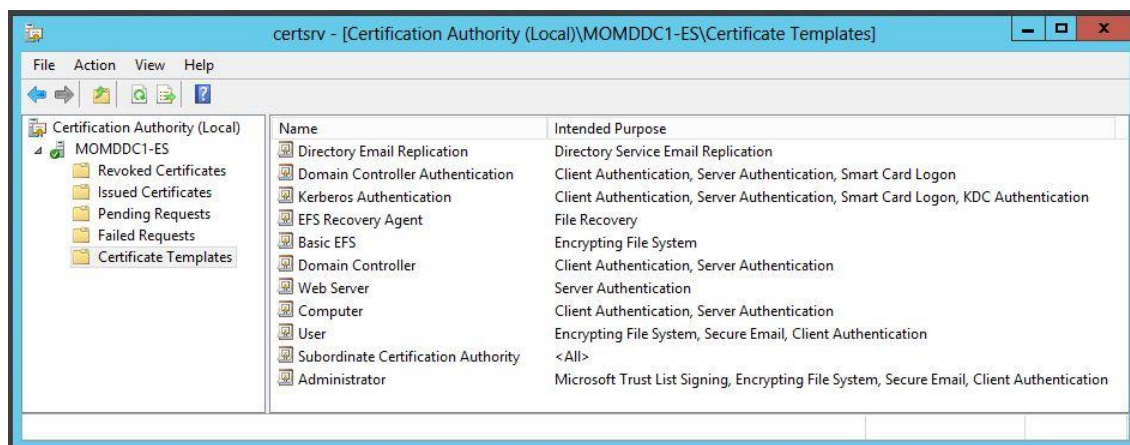 certsrv - [Certification Authority (Local)\MOMDDC1-ES\Certificate Templates]
File Action View Help
Certification Authority (Local)
MOMDDC1-ES
Revoked Certificates
Issued Certificates
Pending Requests
Failed Requests
Certificate Templates
Name Intended Purpose
Directory Email Replication Directory Service Email Replication
Domain Controller Authentication Client Authentication, Server Authentication, Smart Card Logon
Kerberos Authentication Client Authentication, Server Authentication, Smart Card Logon, KDC Authentication
EFS Recovery Agent File Recovery
Basic EFS Encrypting File System
Domain Controller Client Authentication, Server Authentication
Web Server Server Authentication
Computer Client Authentication, Server Authentication
User Encrypting File System, Secure Email, Client Authentication
Subordinate Certification Authority <All>
Administrator Microsoft Trust List Signing, Encrypting File System, Secure Email, Client Authentication